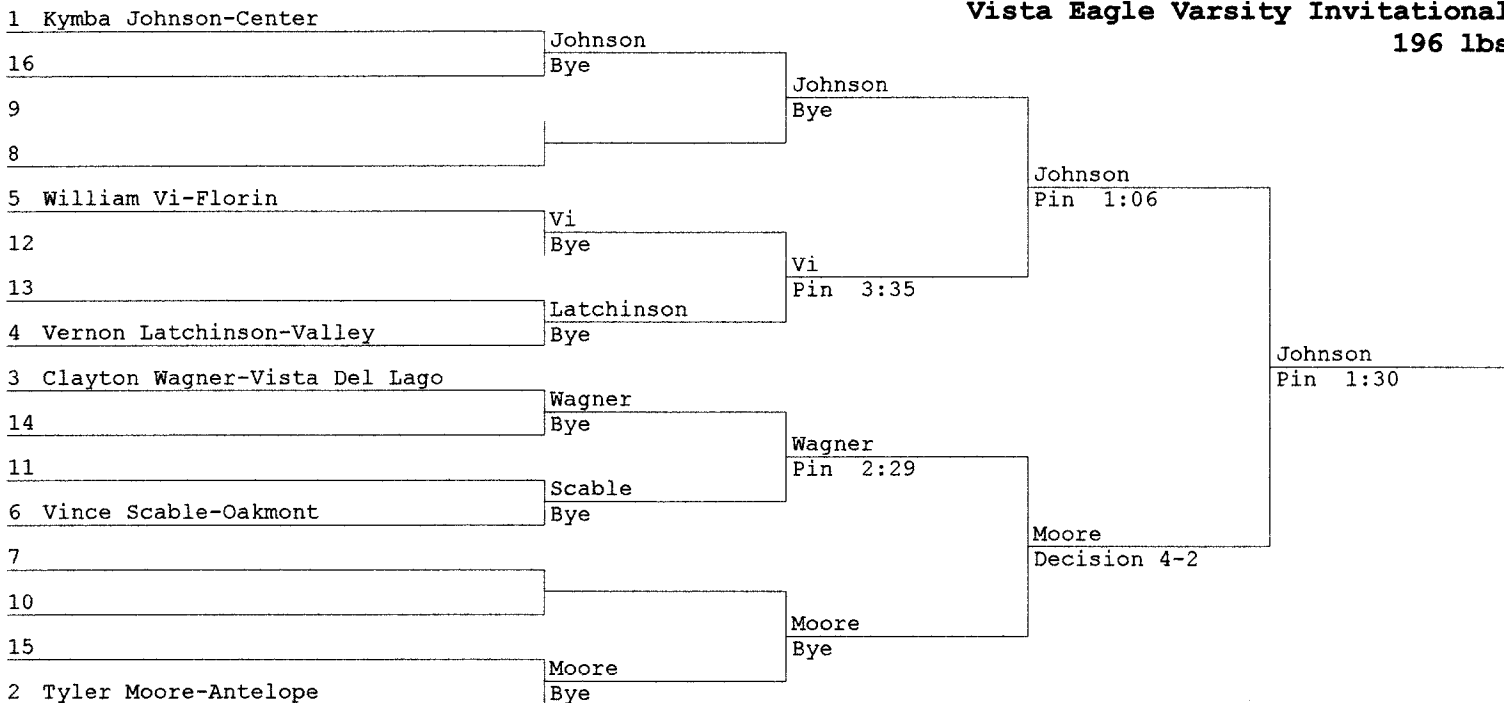 Vista Eagle Varsity Invitational
196 lbs
1 Kymba Johnson-Center
16
9
8
5 William Vi-Florin
12
13
4 Vernon Latchinson-Valley
3 Clayton Wagner-Vista Del Lago
14
11
6 Vince Scable-Oakmont
7
10
15
2 Tyler Moore-Antelope
Johnson
Bye
Vi
Bye
Latchinson
Bye
Wagner
Bye
Scable
Bye
Moore
Bye
Johnson
Bye
Vi
Pin 3:35
Wagner
Pin 2:29
Moore
Bye
Johnson
Pin 1:06
Moore
Decision 4-2
Johnson
Pin 1:30